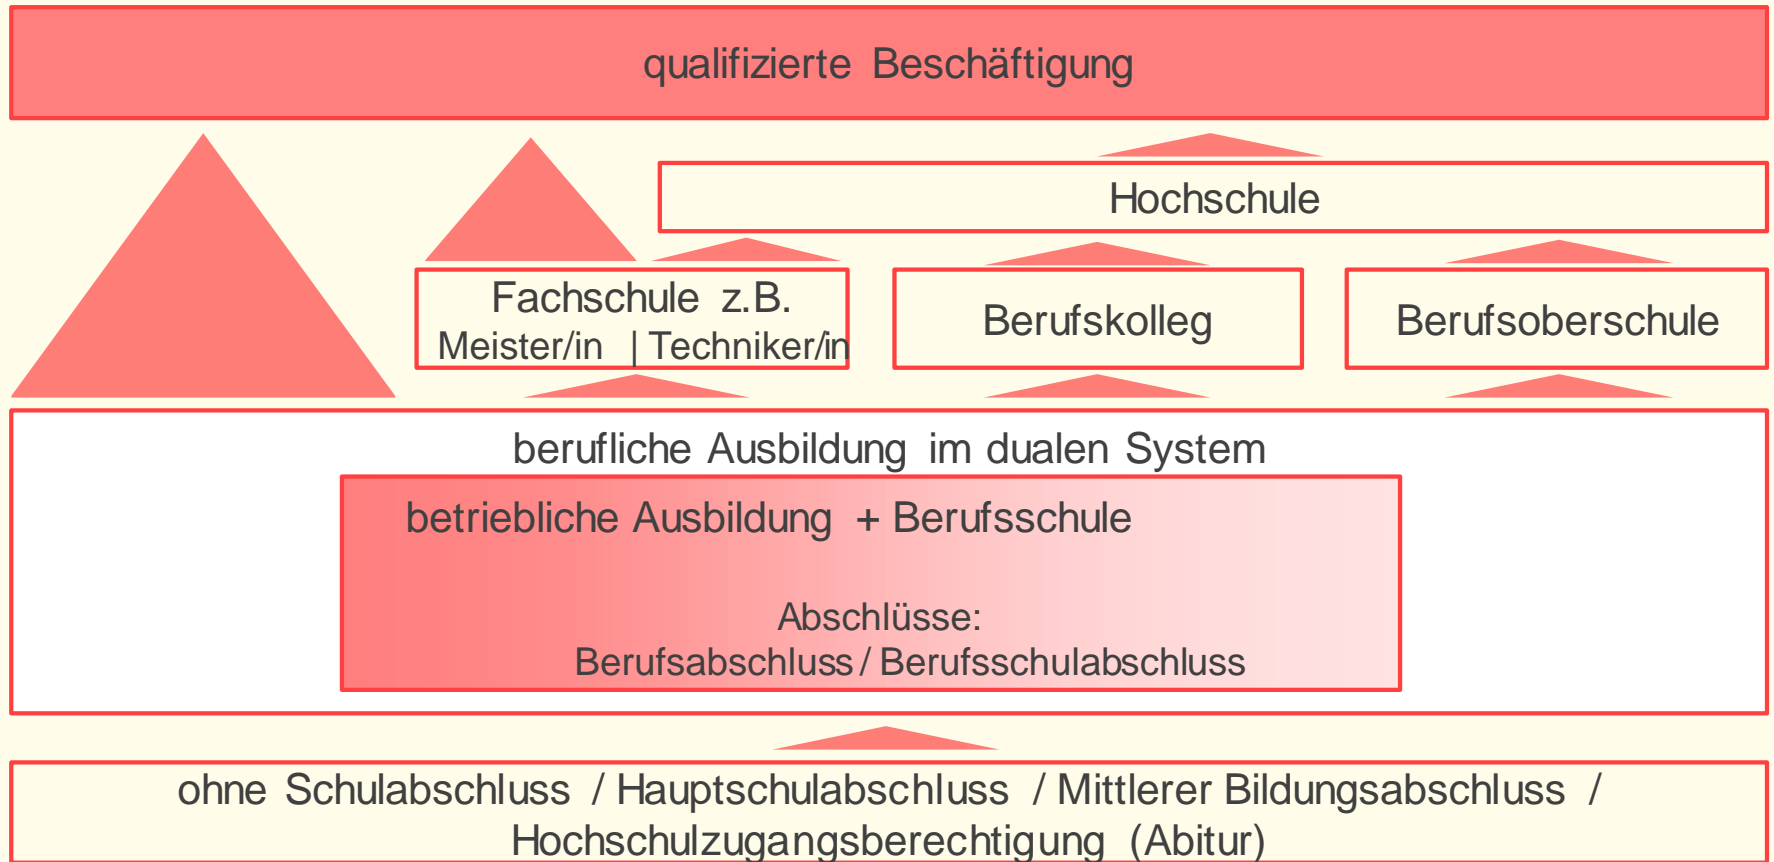 qualifizierte Beschäftigung
Hochschule
Fachschule z.B.
Meister/in | Techniker/in
Berufskolleg
Berufsoberschule
berufliche Ausbildung im dualen System
betriebliche Ausbildung + Berufsschule
Abschlüsse:
Berufsabschluss / Berufsschulabschluss
ohne Schulabschluss / Hauptschulabschluss / Mittlerer Bildungsabschluss /
Hochschulzugangsberechtigung (Abitur)